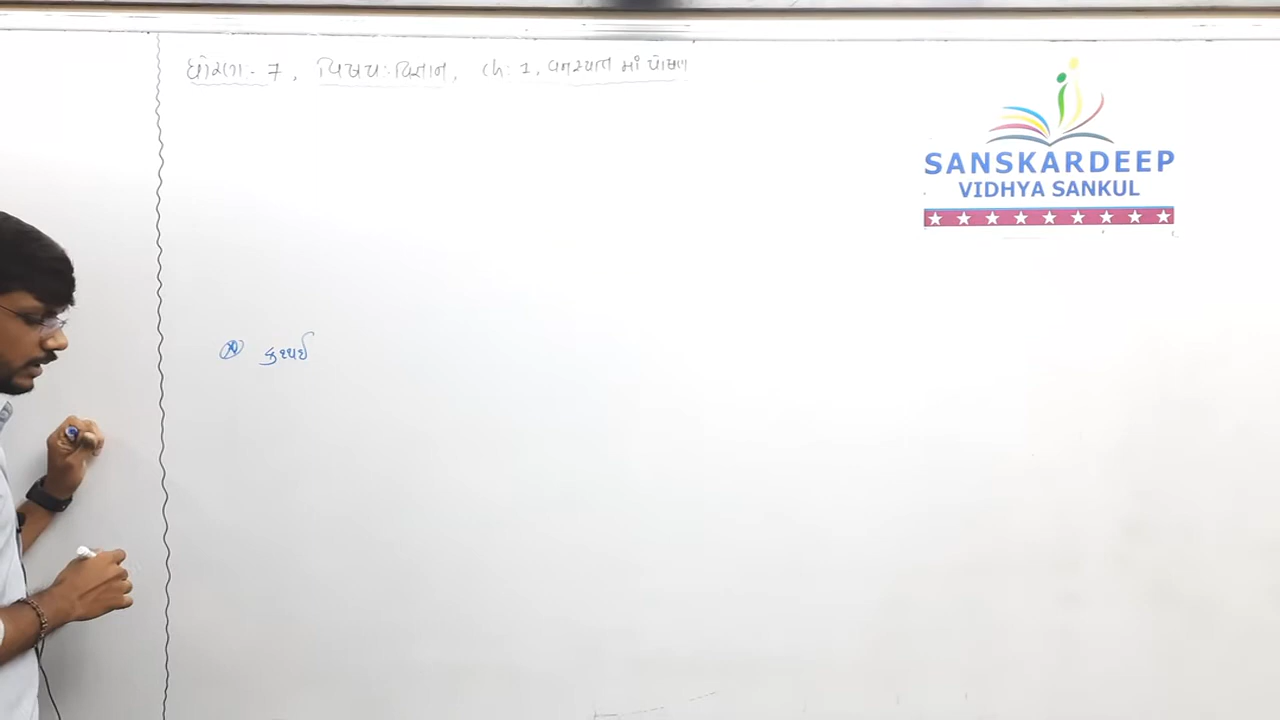 ધોરણ :- 7, વિષય : વિજ્ઞાન, Ch : 1, વનસ્પતિ માં પોષણ
SANSKARDEEP
VIDHYA SANKUL